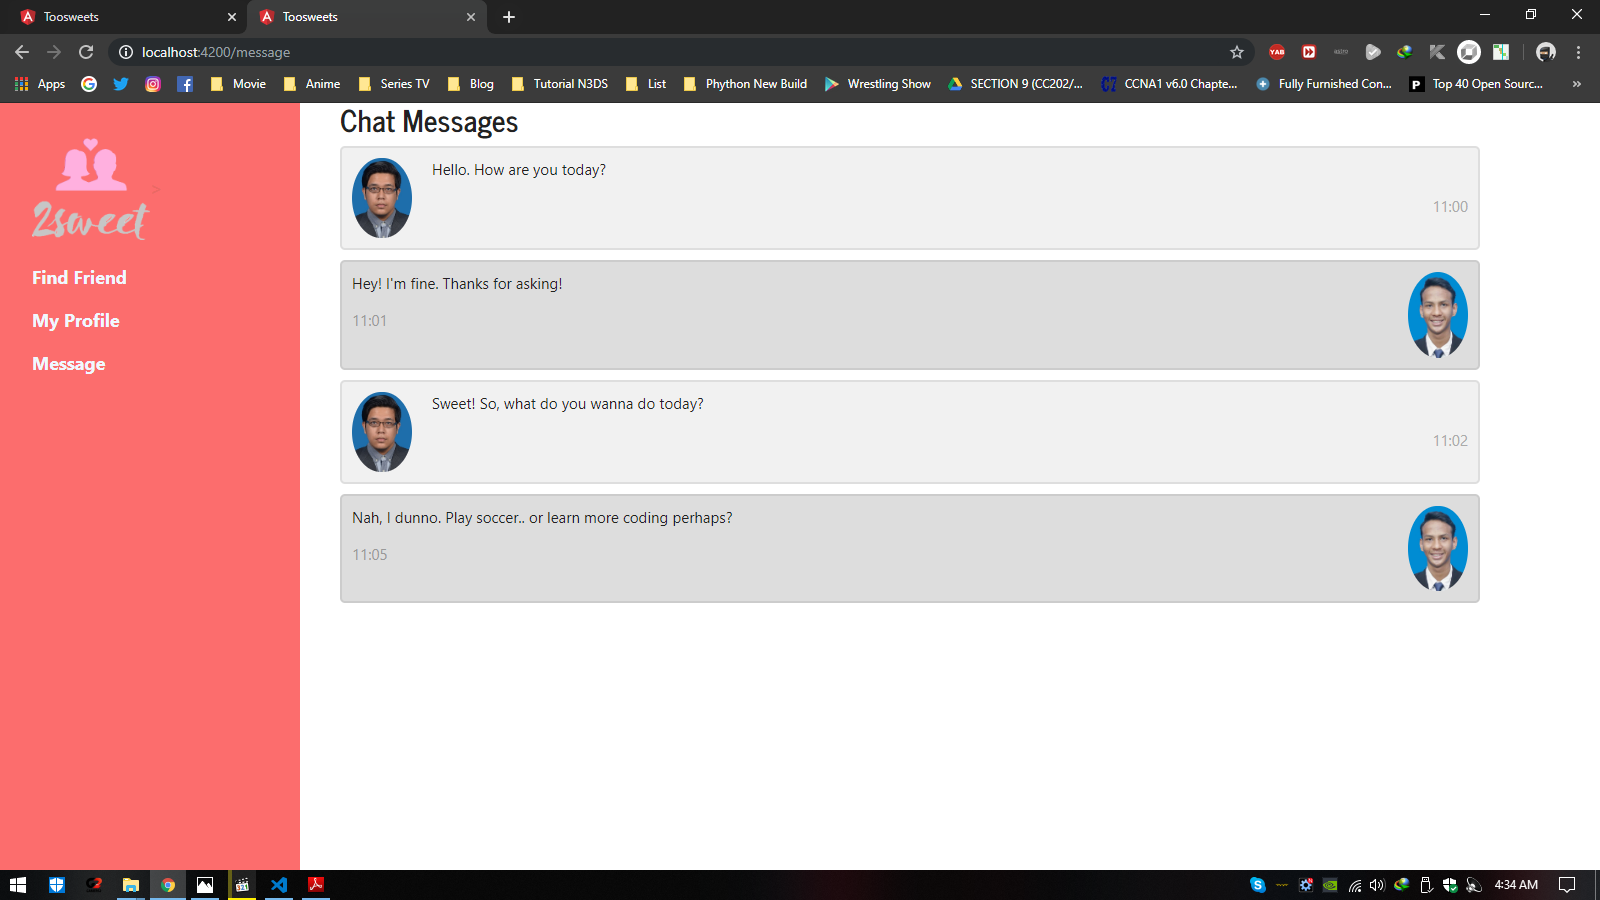 Toosweets
Toosweets
localhost:4200/message
YAB
astro
Apps
Movie
Anime
Series TV
Blog
Tutorial N3DS
List
Phython New Build
Wrestling Show
SECTION 9 (CC202/...
CCNA1 v6.0 Chapte...
Fully Furnished Con...
Top 40 Open Sourc...
»
2sweet
>
Find Friend
My Profile
Message
Chat Messages
Hello. How are you today?
11:00
Hey! I'm fine. Thanks for asking!
11:01
Sweet! So, what do you wanna do today?
11:02
Nah, I dunno. Play soccer.. or learn more coding perhaps?
11:05
4:34 AM